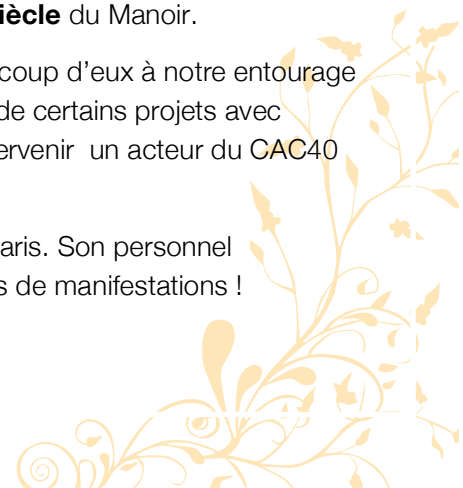 iècle du Manoir.
coup d'eux à notre entourage
de certains projets avec
ervenir  un acteur du CAC40
aris. Son personnel
s de manifestations !